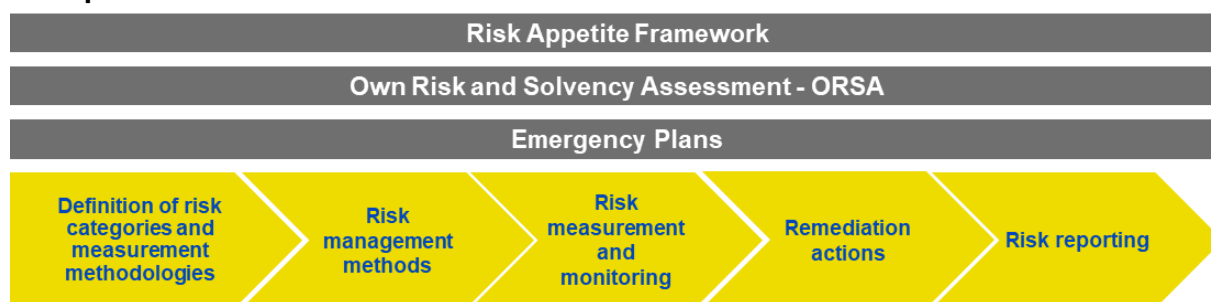 Risk Appetite Framework
Own Risk and Solvency Assessment - ORSA
Emergency Plans
Definition of risk
categories and
measurement
methodologies
Risk
management
methods
Risk
measurement
and
monitoring
Remediation
actions
Risk reporting